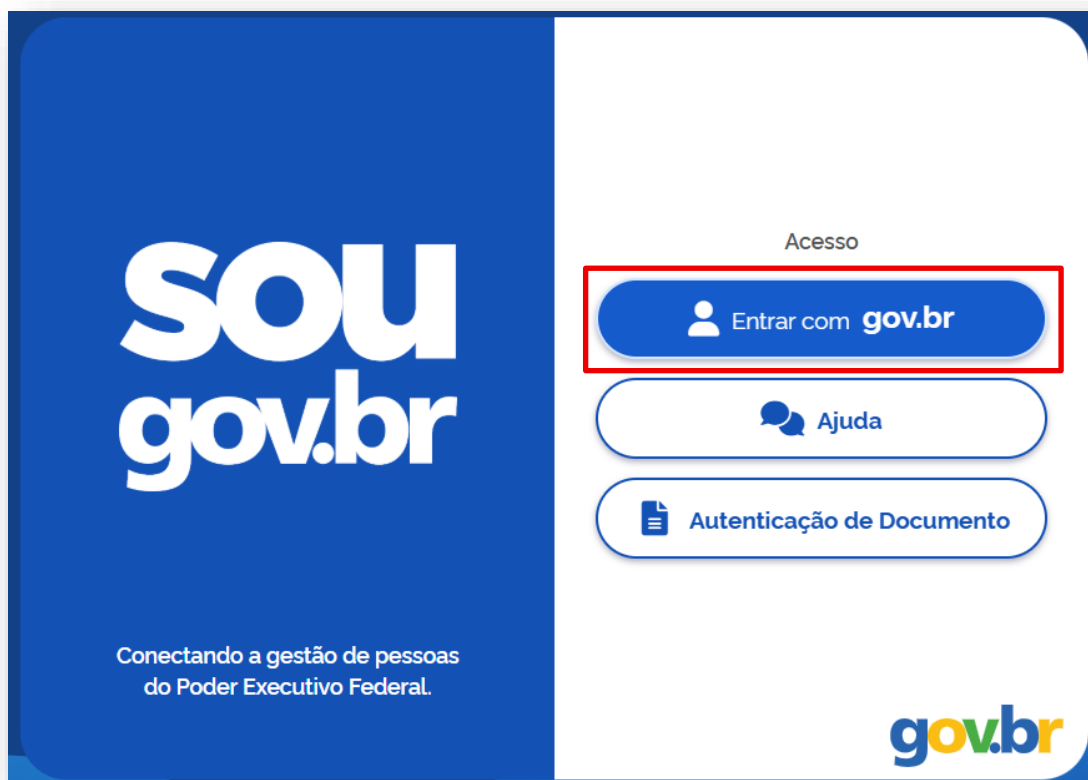 sou
gov.br
Conectando a gestão de pessoas
do Poder Executivo Federal.
Acesso
Entrar com gov.br
Ajuda
Autenticação de Documento
gov.br